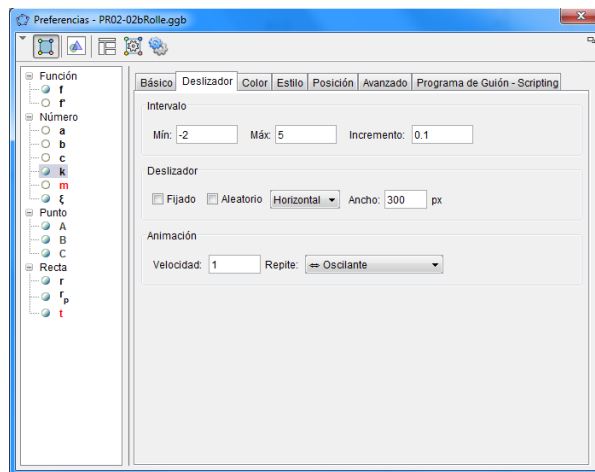 Preferencias - PR02-02bRolle.ggb
Función
f
f'
Número
a
b
c
k
m
ξ
Punto
A
B
C
Recta
r
rₚ
t
Básico Deslizador Color Estilo Posición Avanzado Programa de Guión - Scripting
Intervalo
Mín: -2 Máx: 5 Incremento: 0.1
Deslizador
Fijado Aleatorio Horizontal Ancho: 300 px
Animación
Velocidad: 1 Repite: ⇔ Oscilante